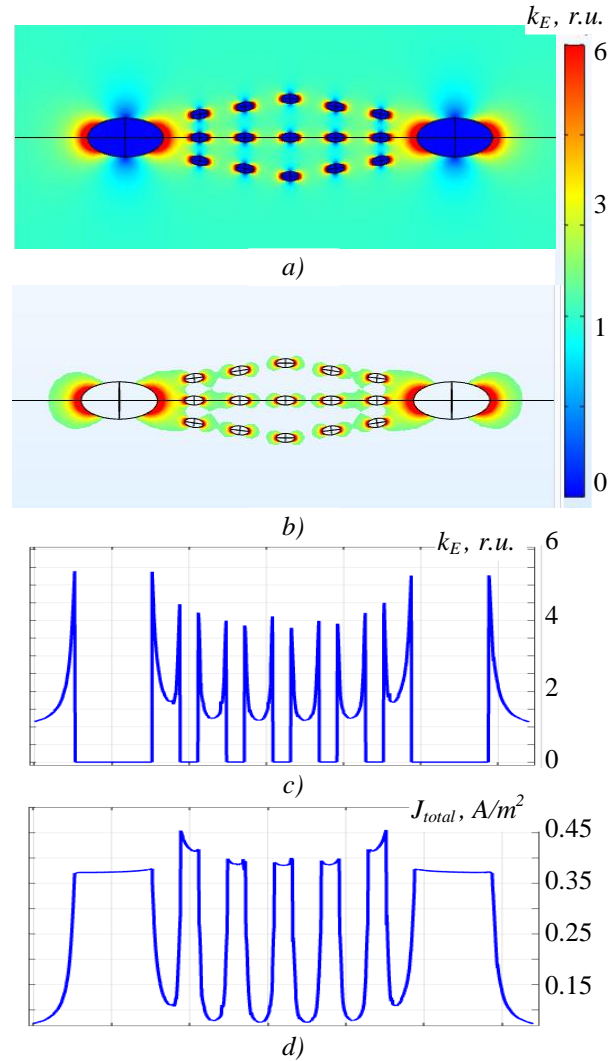 k_E, r.u.
6
3
1
0
a)
b)
k_E, r.u.
6
4
2
0
c)
J_total, A/m²
0.45
0.35
0.25
0.15
d)